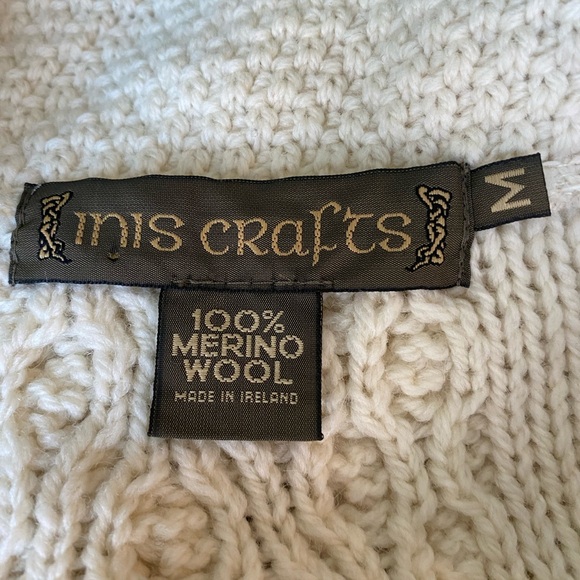 INIS CRAFTS
M
100%
MERINO
WOOL
MADE IN IRELAND